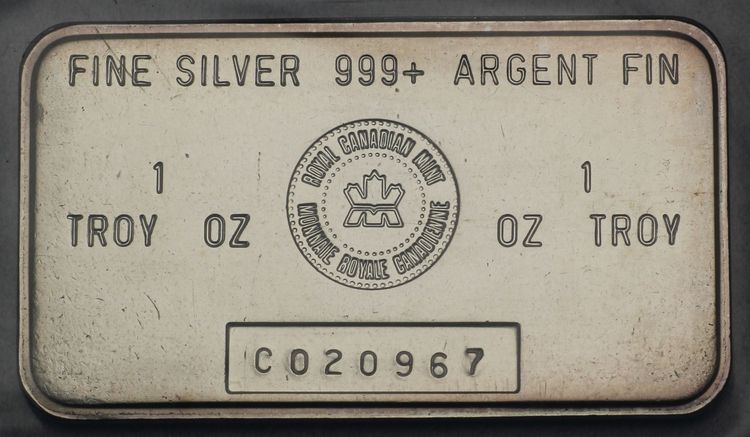 FINE SILVER 999+ ARGENT FIN
ROYAL CANADIAN MINT
1 1
TROY OZ OZ TROY
MONNAIE ROYALE CANADIENNE
C020967